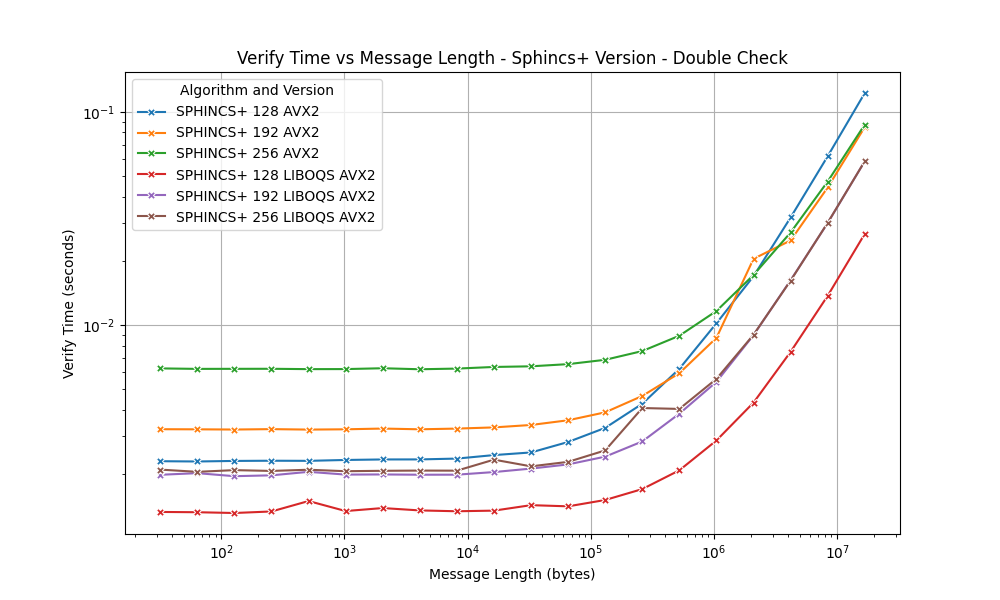 Verify Time vs Message Length - Sphincs+ Version - Double Check
Algorithm and Version
SPHINCS+ 128 AVX2
SPHINCS+ 192 AVX2
SPHINCS+ 256 AVX2
SPHINCS+ 128 LIBOQS AVX2
SPHINCS+ 192 LIBOQS AVX2
SPHINCS+ 256 LIBOQS AVX2
Verify Time (seconds)
10⁻¹
10⁻²
10² 10³ 10⁴ 10⁵ 10⁶ 10⁷
Message Length (bytes)